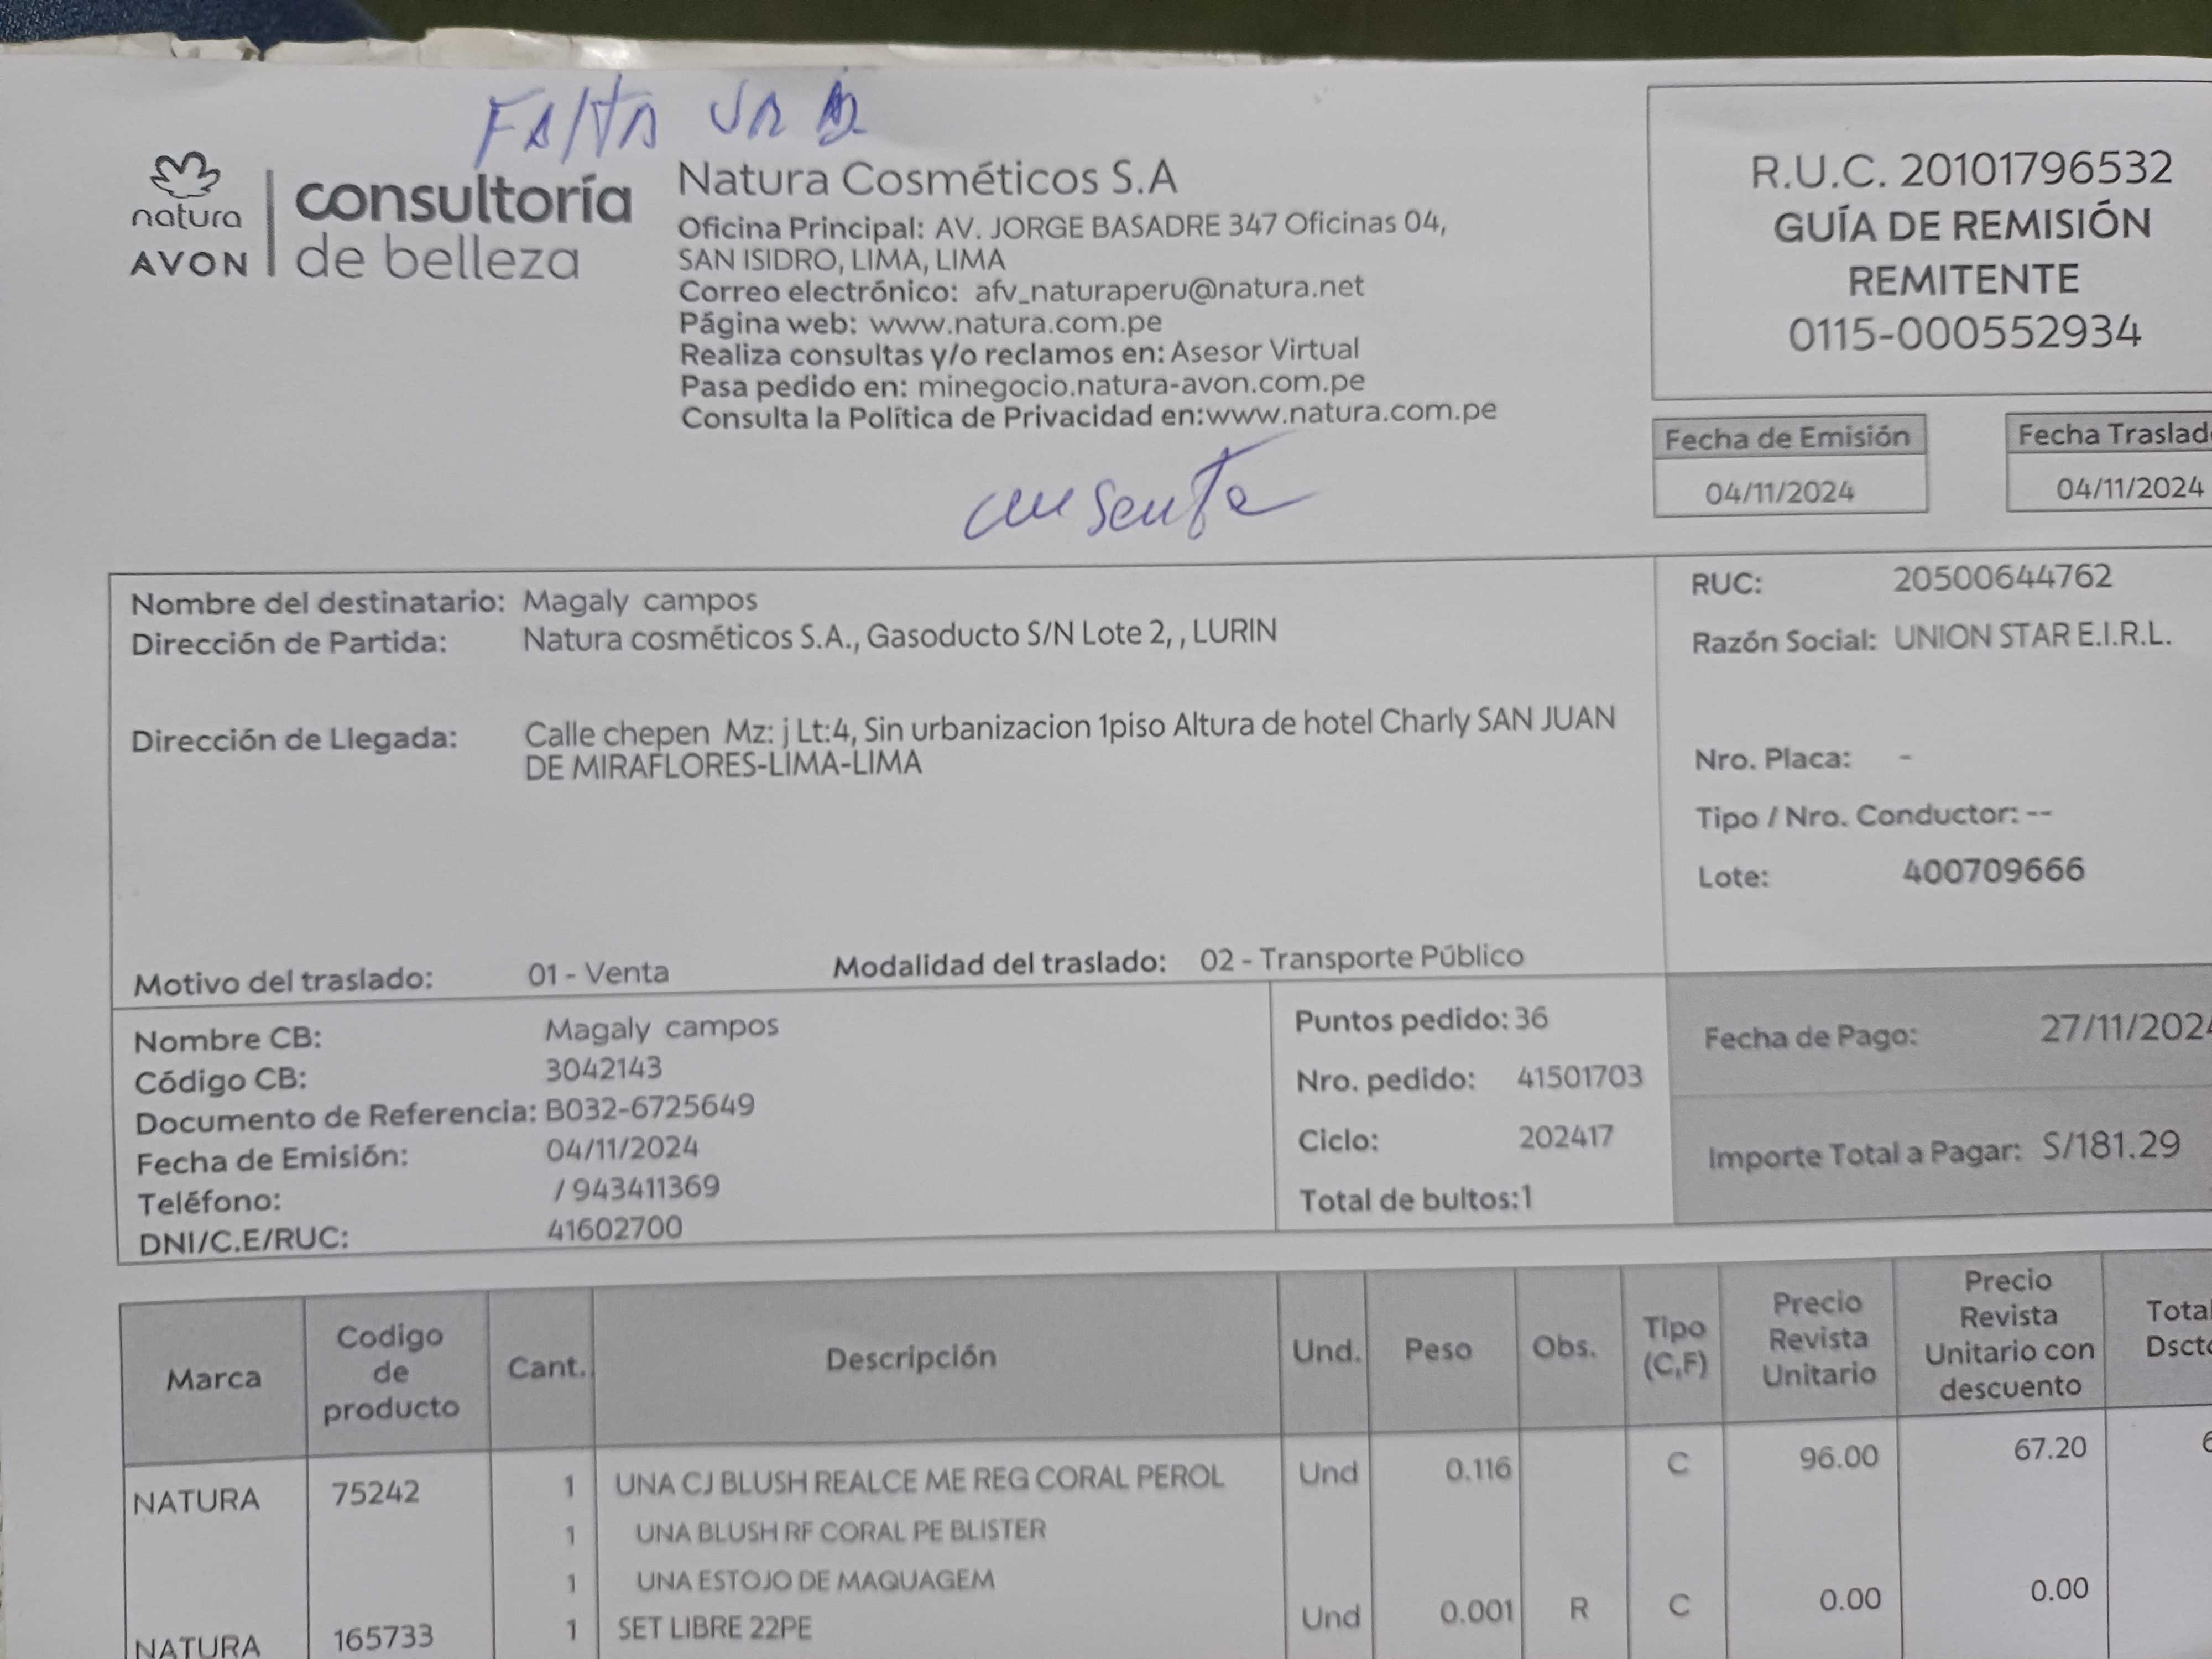 FALTA
natura
AVON
consultoría
de belleza
Natura Cosméticos S.A
Oficina Principal: AV. JORGE BASADRE 347 Oficinas 04,
SAN ISIDRO, LIMA, LIMA
Correo electrónico: afv_naturaperu@natura.net
Página web: www.natura.com.pe
Realiza consultas y/o reclamos en: Asesor Virtual
Pasa pedido en: minegocio.natura-avon.com.pe
Consulta la Política de Privacidad en:www.natura.com.pe
R.U.C. 20101796532
GUÍA DE REMISIÓN
REMITENTE
0115-000552934
Fecha de Emisión
04/11/2024
Fecha Traslad
04/11/2024
Nombre del destinatario: Magaly campos
Dirección de Partida: Natura cosméticos S.A., Gasoducto S/N Lote 2, , LURIN
Dirección de Llegada: Calle chepen Mz: j Lt:4, Sin urbanizacion 1piso Altura de hotel Charly SAN JUAN
DE MIRAFLORES-LIMA-LIMA
Motivo del traslado: 01 - Venta Modalidad del traslado: 02 - Transporte Público
RUC: 20500644762
Razón Social: UNION STAR E.I.R.L.
Nro. Placa: -
Tipo / Nro. Conductor: --
Lote: 400709666
Nombre CB: Magaly campos
Código CB: 3042143
Documento de Referencia: B032-6725649
Fecha de Emisión: 04/11/2024
Teléfono: / 943411369
DNI/C.E/RUC: 41602700
Puntos pedido: 36
Nro. pedido: 41501703
Ciclo: 202417
Total de bultos:1
Fecha de Pago: 27/11/202
Importe Total a Pagar: S/181.29
Marca Codigo de producto Cant. Descripción Und. Peso Obs. Tipo (C,F) Precio Revista Unitario Precio Revista Unitario con descuento Total Dscto
NATURA 75242 1 UNA CJ BLUSH REALCE ME REG CORAL PEROL Und 0.116 C 96.00 67.20
1 UNA BLUSH RF CORAL PE BLISTER
1 UNA ESTOJO DE MAQUAGEM
NATURA 165733 1 SET LIBRE 22PE Und 0.001 R C 0.00 0.00